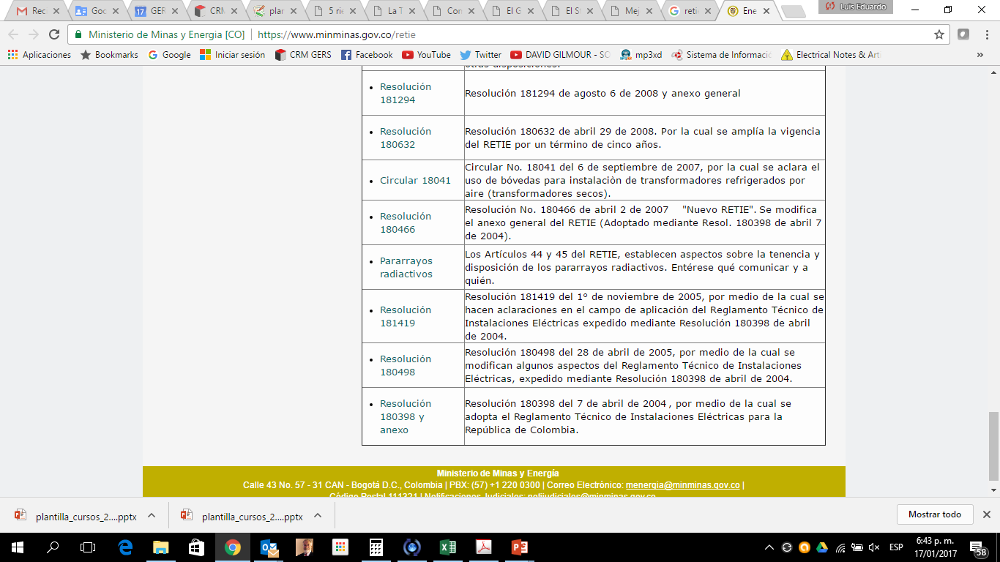 Rec
Goo
GER
CRM
plan
5 rie
La T
Con
El G
El S
Mej
reti
Ene
Luis Eduardo
Ministerio de Minas y Energia [CO] | https://www.minminas.gov.co/retie
Aplicaciones
Bookmarks
Google
Iniciar sesión
CRM GERS
Facebook
YouTube
Twitter
DAVID GILMOUR - SO
mp3xd
Sistema de Informaci
Electrical Notes & Art
»
otras disposiciones.
• Resolución
181294
Resolución 181294 de agosto 6 de 2008 y anexo general
• Resolución
180632
Resolución 180632 de abril 29 de 2008. Por la cual se amplía la vigencia
del RETIE por un término de cinco años.
• Circular 18041
Circular No. 18041 del 6 de septiembre de 2007, por la cual se aclara el
uso de bóvedas para instalaciòn de transformadores refrigerados por
aire (transformadores secos).
• Resolución
180466
Resolución No. 180466 de abril 2 de 2007 "Nuevo RETIE". Se modifica
el anexo general del RETIE (Adoptado mediante Resol. 180398 de abril 7
de 2004).
• Pararrayos
radiactivos
Los Artículos 44 y 45 del RETIE, establecen aspectos sobre la tenencia y
disposición de los pararrayos radiactivos. Entérese qué comunicar y a
quién.
• Resolución
181419
Resolución 181419 del 1° de noviembre de 2005, por medio de la cual se
hacen aclaraciones en el campo de aplicación del Reglamento Técnico de
Instalaciones Eléctricas expedido mediante Resolución 180398 de abril
de 2004.
• Resolución
180498
Resolución 180498 del 28 de abril de 2005, por medio de la cual se
modifican algunos aspectos del Reglamento Técnico de Instalaciones
Eléctricas, expedido mediante Resolución 180398 de abril de 2004.
• Resolución
180398 y
anexo
Resolución 180398 del 7 de abril de 2004 , por medio de la cual se
adopta el Reglamento Técnico de Instalaciones Eléctricas para la
República de Colombia.
Ministerio de Minas y Energía
Calle 43 No. 57 - 31 CAN - Bogotá D.C., Colombia | PBX: (57) +1 220 0300 | Correo Electrónico: menergia@minminas.gov.co |
Código Postal 111321 | Notificaciones Judiciales: notijudiciales@minminas.gov.co
plantilla_cursos_2....pptx
plantilla_cursos_2....pptx
Mostrar todo
ESP
6:43 p. m.
17/01/2017
58